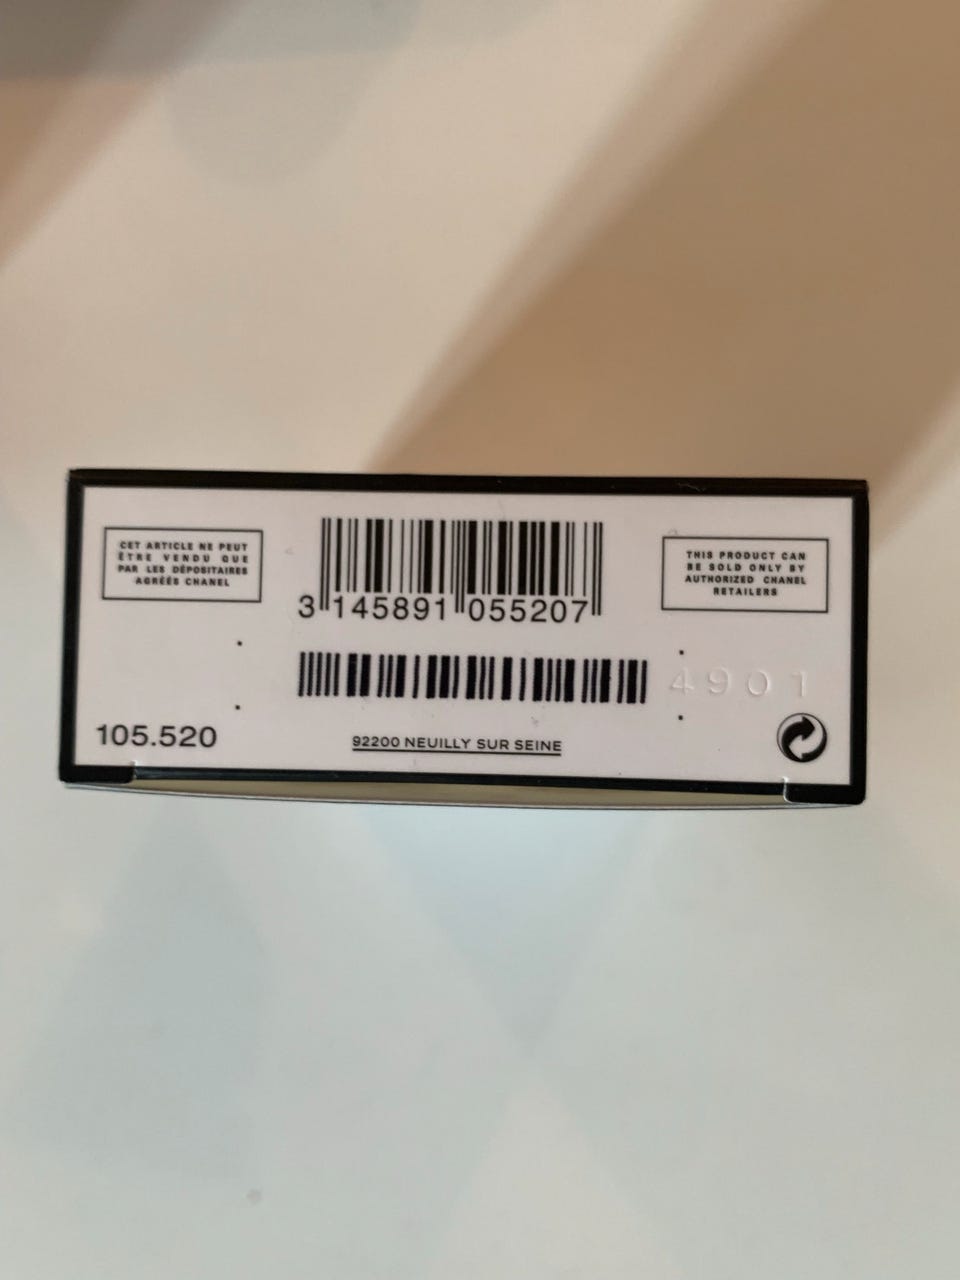 CET ARTICLE NE PEUT
ÊTRE VENDU QUE
PAR LES DÉPOSITAIRES
AGRÉÉS CHANEL
3 145891 055207
THIS PRODUCT CAN
BE SOLD ONLY BY
AUTHORIZED CHANEL
RETAILERS
4901
105.520
92200 NEUILLY SUR SEINE